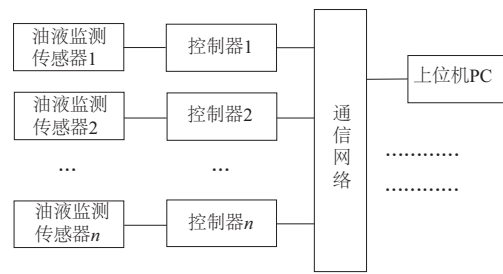 油液监测
传感器1
控制器1
油液监测
传感器2
控制器2
...
...
油液监测
传感器n
控制器n
通
信
网
络
上位机PC
............
............